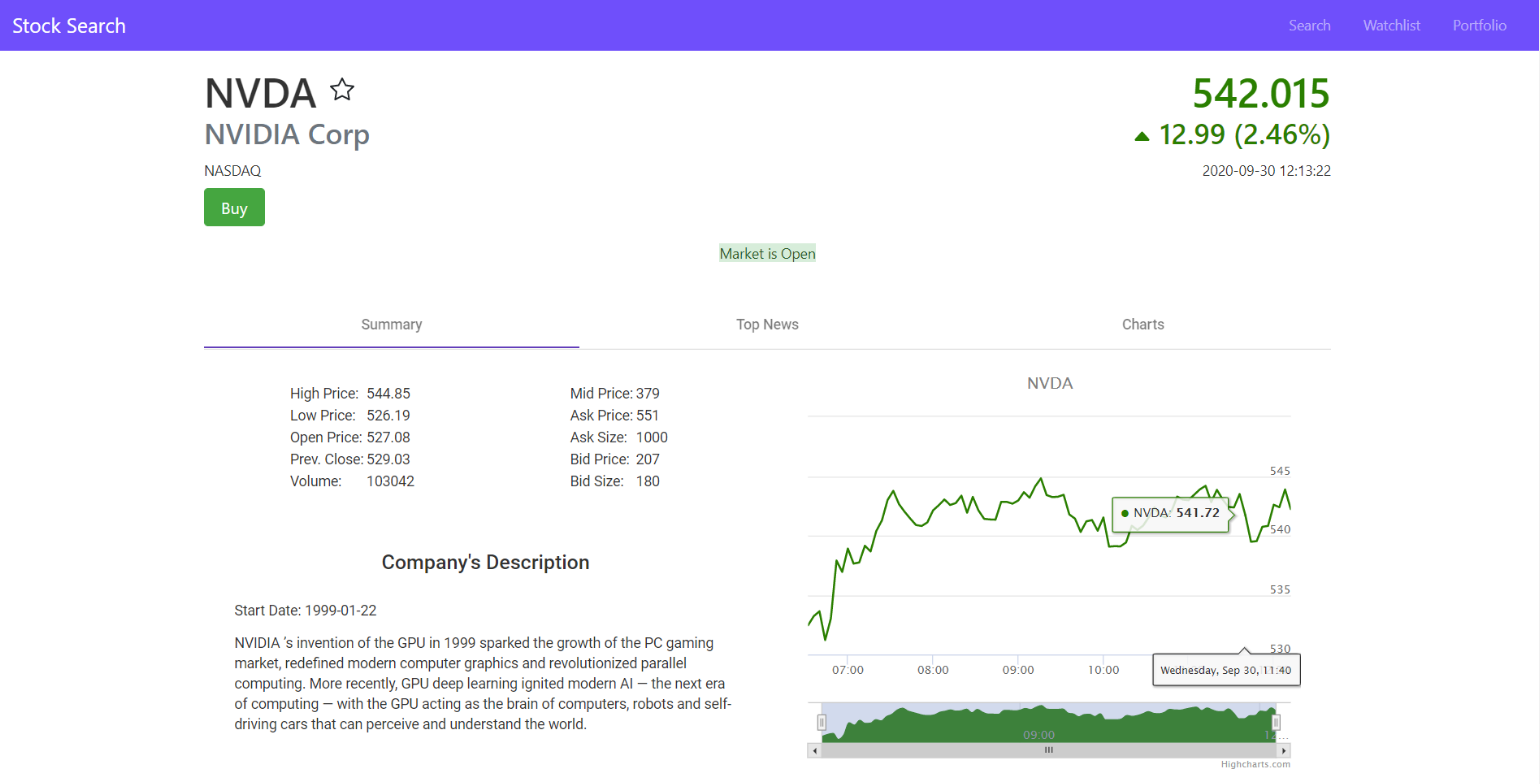 Stock Search Search Watchlist Portfolio
NVDA 542.015
NVIDIA Corp 12.99 (2.46%)
NASDAQ 2020-09-30 12:13:22
Buy
Market is Open
Summary Top News Charts
High Price: 544.85 Mid Price: 379
Low Price: 526.19 Ask Price: 551
Open Price: 527.08 Ask Size: 1000
Prev. Close: 529.03 Bid Price: 207
Volume: 103042 Bid Size: 180
Company's Description
Start Date: 1999-01-22
NVIDIA 's invention of the GPU in 1999 sparked the growth of the PC gaming
market, redefined modern computer graphics and revolutionized parallel
computing. More recently, GPU deep learning ignited modern AI — the next era
of computing — with the GPU acting as the brain of computers, robots and self-
driving cars that can perceive and understand the world.
NVDA
545
NVDA: 541.72
540
535
530
07:00 08:00 09:00 10:00 Wednesday, Sep 30, 11:40
09:00 12…
Highcharts.com